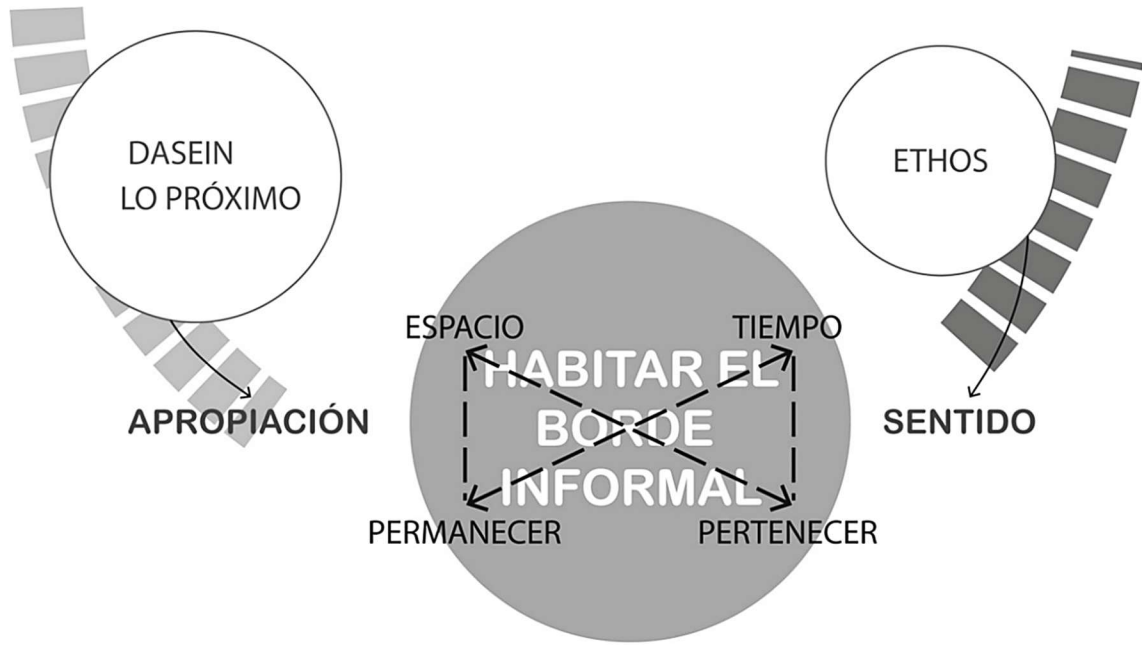 DASEIN
LO PRÓXIMO
ETHOS
ESPACIO
TIEMPO
HABITAR EL
BORDE
INFORMAL
APROPIACIÓN
SENTIDO
PERMANECER
PERTENECER